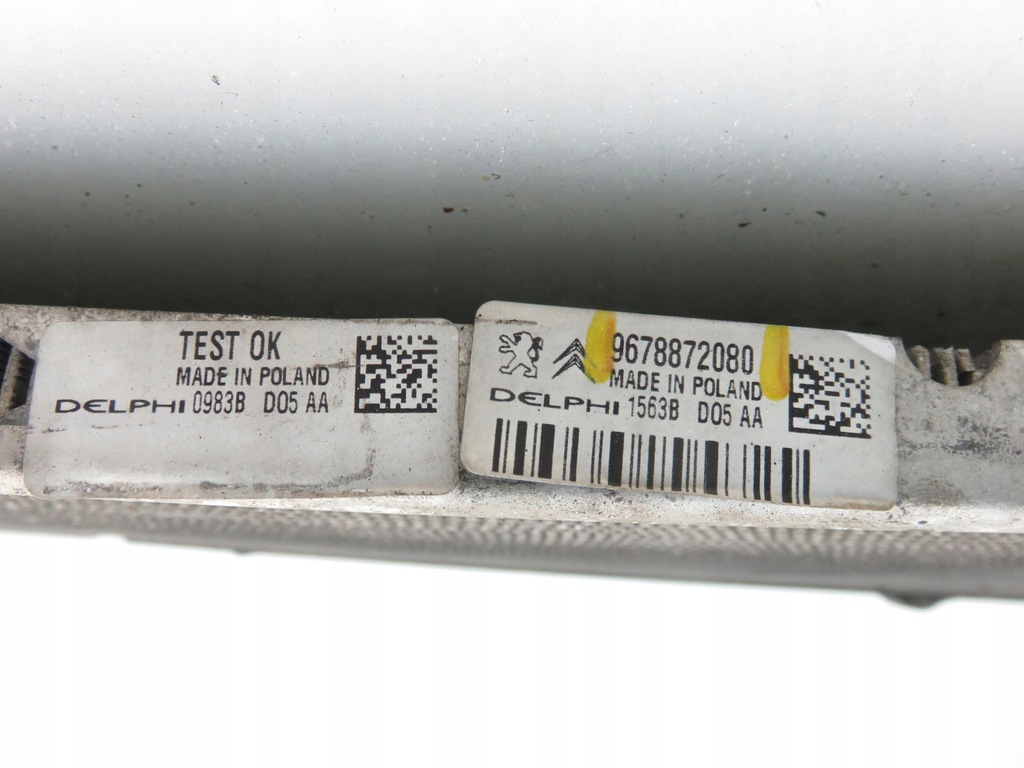 TEST OK
MADE IN POLAND
DELPHI 0983B D05 AA
9678872080
MADE IN POLAND
DELPHI 1563B D05 AA